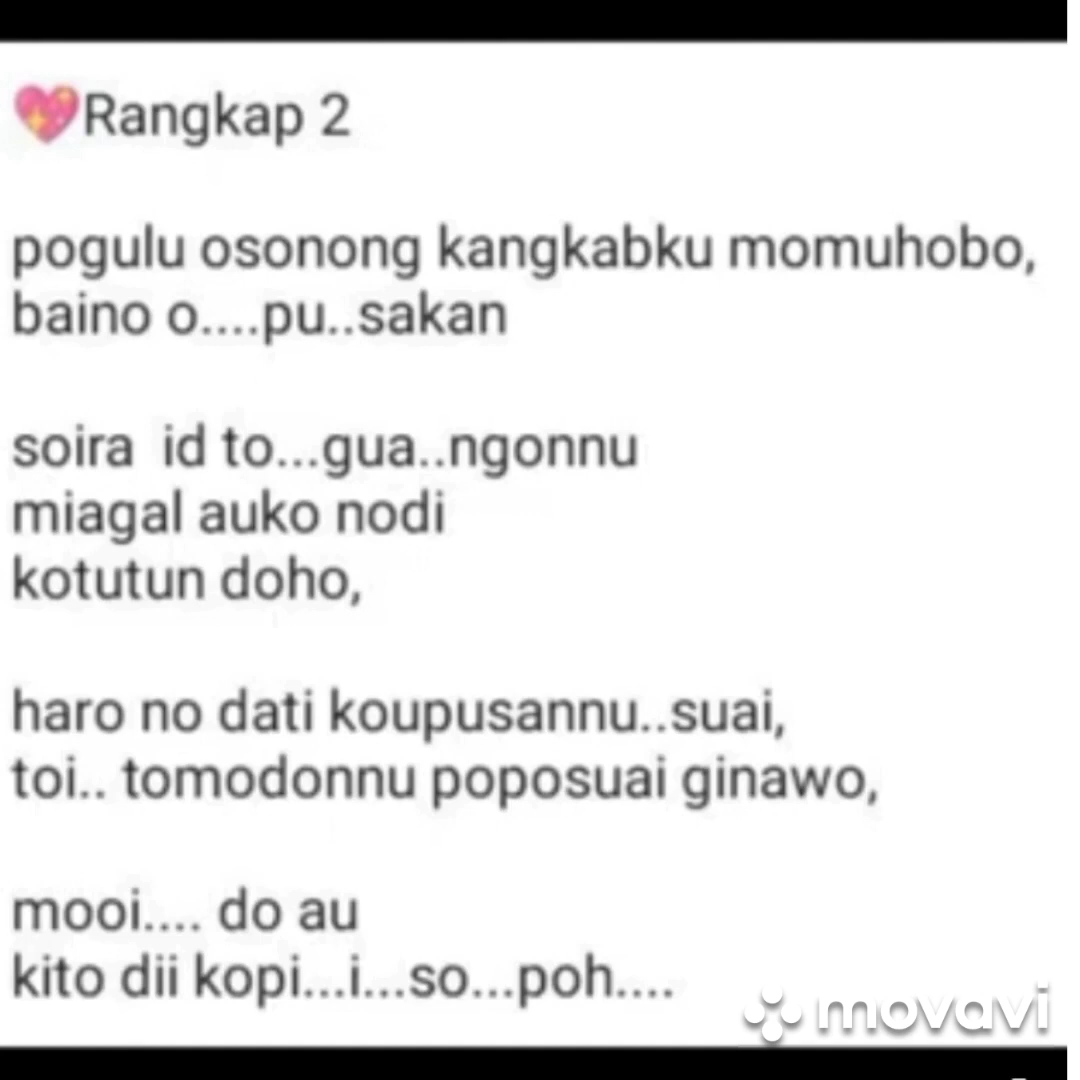 💖Rangkap 2
pogulu osonong kangkabku momuhobo,
baino o....pu..sakan
soira id to...gua..ngonnu
miagal auko nodi
kotutun doho,
haro no dati koupusannu..suai,
toi.. tomodonnu poposuai ginawo,
mooi.... do au
kito dii kopi...i...so...poh....
movavi